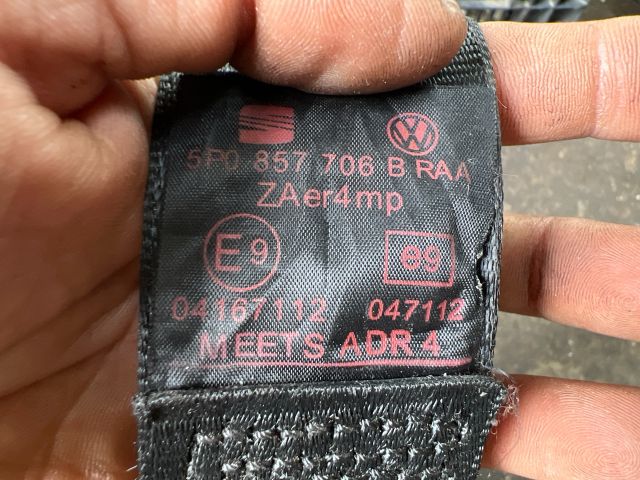 5P0 857 706 B RAA
ZAer4mp
E9 e9
04167112 047112
MEETS ADR 4